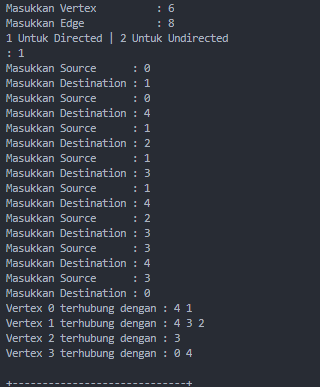 Masukkan Vertex : 6
Masukkan Edge : 8
1 Untuk Directed | 2 Untuk Undirected
: 1
Masukkan Source : 0
Masukkan Destination : 1
Masukkan Source : 0
Masukkan Destination : 4
Masukkan Source : 1
Masukkan Destination : 2
Masukkan Source : 1
Masukkan Destination : 3
Masukkan Source : 1
Masukkan Destination : 4
Masukkan Source : 2
Masukkan Destination : 3
Masukkan Source : 3
Masukkan Destination : 4
Masukkan Source : 3
Masukkan Destination : 0
Vertex 0 terhubung dengan : 4 1
Vertex 1 terhubung dengan : 4 3 2
Vertex 2 terhubung dengan : 3
Vertex 3 terhubung dengan : 0 4
+-----------------------------+